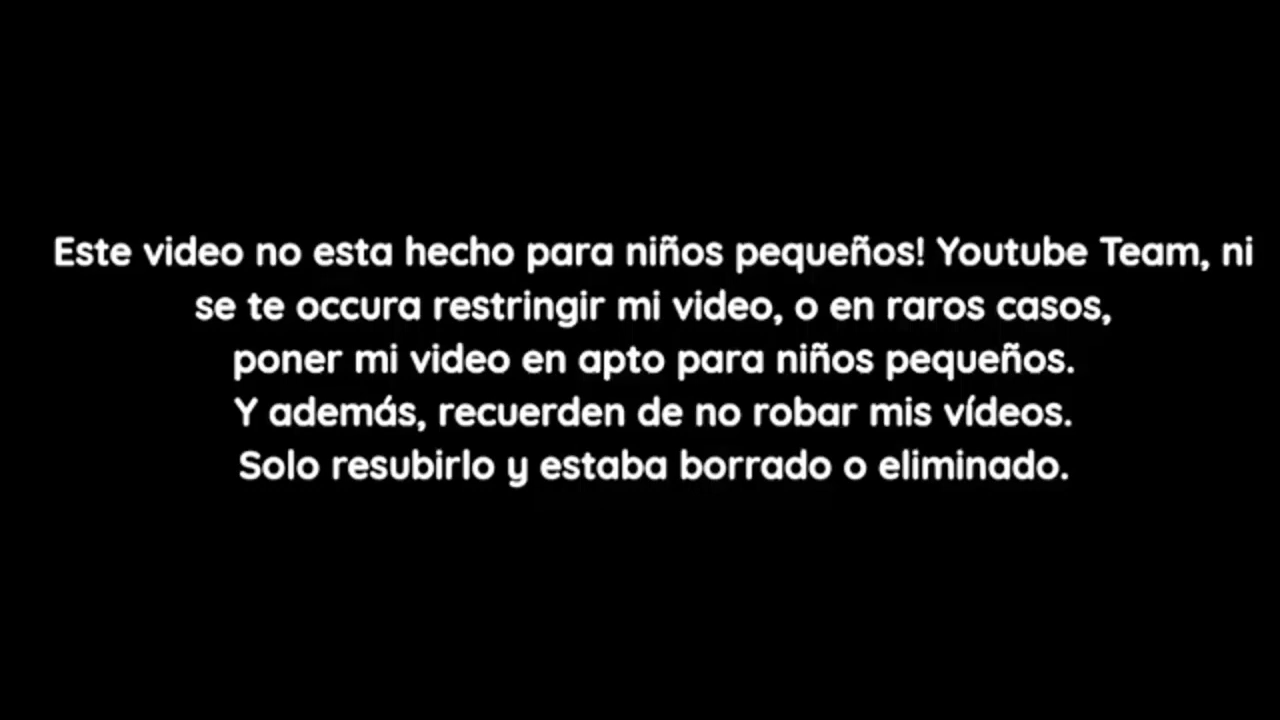 Este video no esta hecho para niños pequeños! Youtube Team, ni
se te occura restringir mi video, o en raros casos,
poner mi video en apto para niños pequeños.
Y además, recuerden de no robar mis vídeos.
Solo resubirlo y estaba borrado o eliminado.